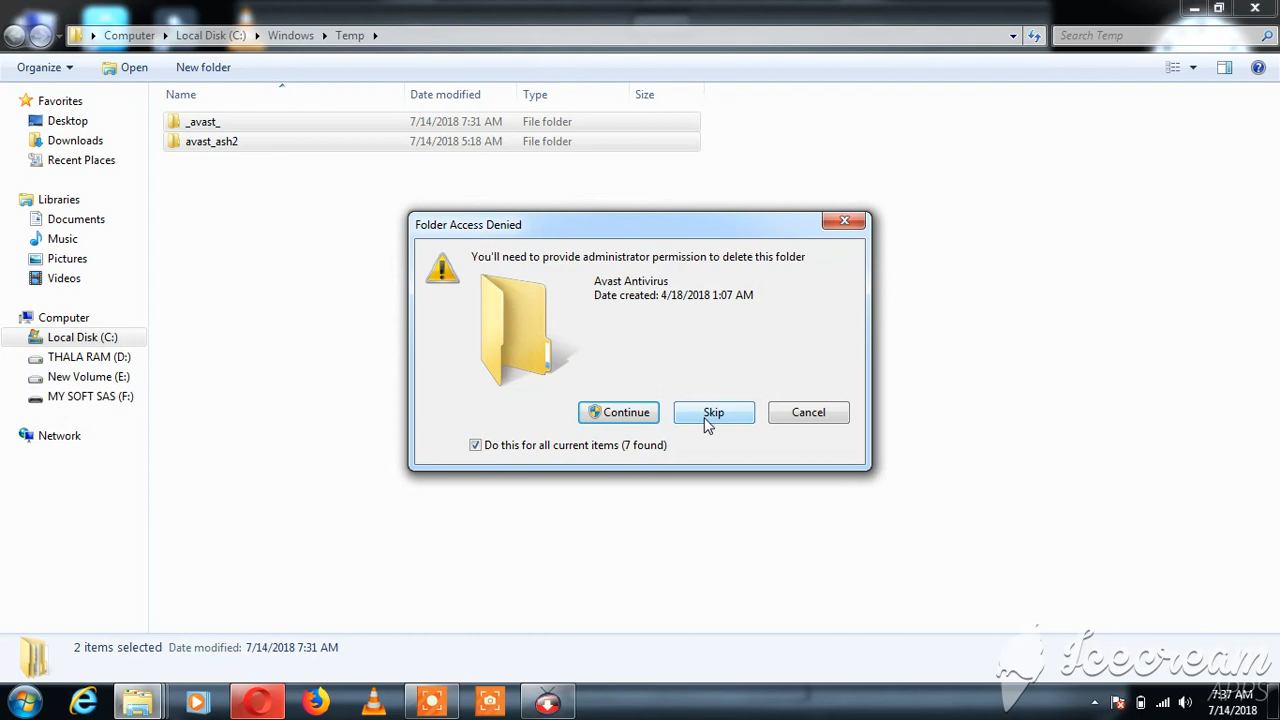 Computer Local Disk (C:) Windows Temp
Search Temp
Organize Open New folder
Name Date modified Type Size
Favorites
Desktop
Downloads
Recent Places
Libraries
Documents
Music
Pictures
Videos
Computer
Local Disk (C:)
THALA RAM (D:)
New Volume (E:)
MY SOFT SAS (F:)
Network
_avast_ 7/14/2018 7:31 AM File folder
avast_ash2 7/14/2018 5:18 AM File folder
Folder Access Denied
You'll need to provide administrator permission to delete this folder
Avast Antivirus
Date created: 4/18/2018 1:07 AM
Continue Skip Cancel
Do this for all current items (7 found)
2 items selected Date modified: 7/14/2018 7:31 AM
Icecream
APPS
7:37 AM
7/14/2018